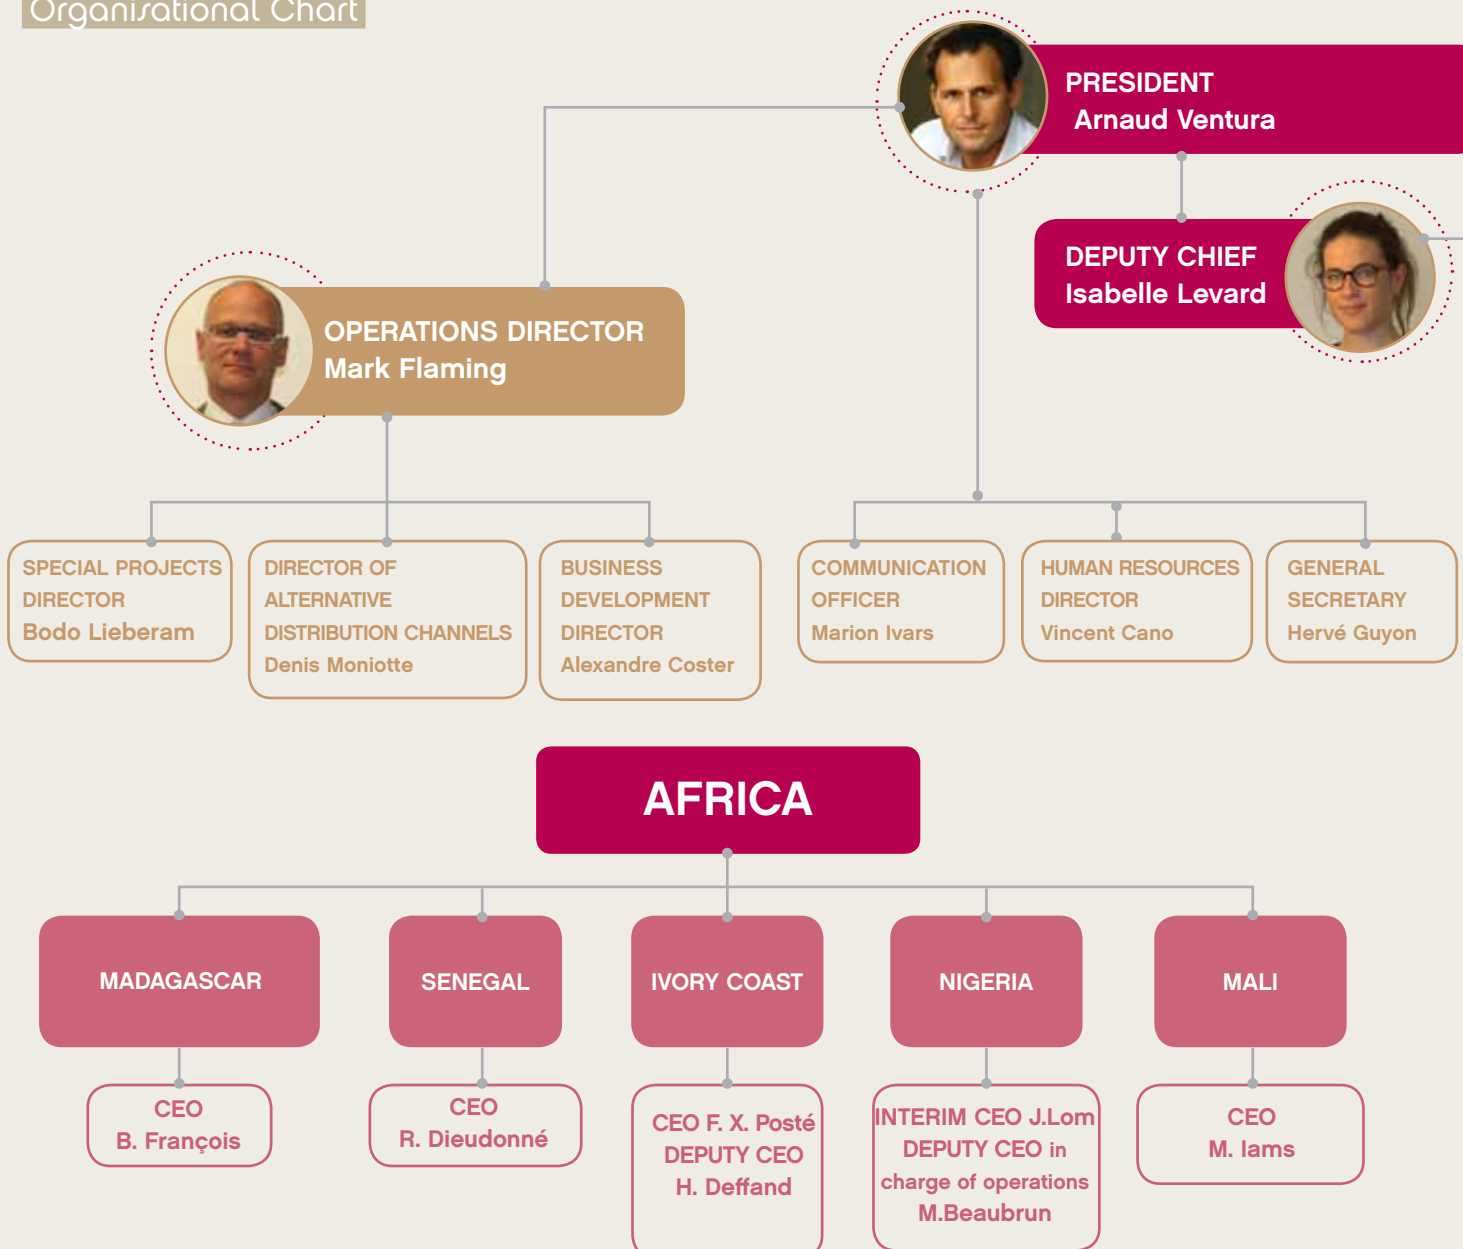 Organisational Chart
PRESIDENT
Arnaud Ventura
DEPUTY CHIEF
Isabelle Levard
OPERATIONS DIRECTOR
Mark Flaming
SPECIAL PROJECTS
DIRECTOR
Bodo Lieberam
DIRECTOR OF
ALTERNATIVE
DISTRIBUTION CHANNELS
Denis Moniotte
BUSINESS
DEVELOPMENT
DIRECTOR
Alexandre Coster
COMMUNICATION
OFFICER
Marion Ivars
HUMAN RESOURCES
DIRECTOR
Vincent Cano
GENERAL
SECRETARY
Hervé Guyon
AFRICA
MADAGASCAR
SENEGAL
IVORY COAST
NIGERIA
MALI
CEO
B. François
CEO
R. Dieudonné
CEO F. X. Posté
DEPUTY CEO
H. Deffand
INTERIM CEO J.Lom
DEPUTY CEO in
charge of operations
M.Beaubrun
CEO
M. Iams